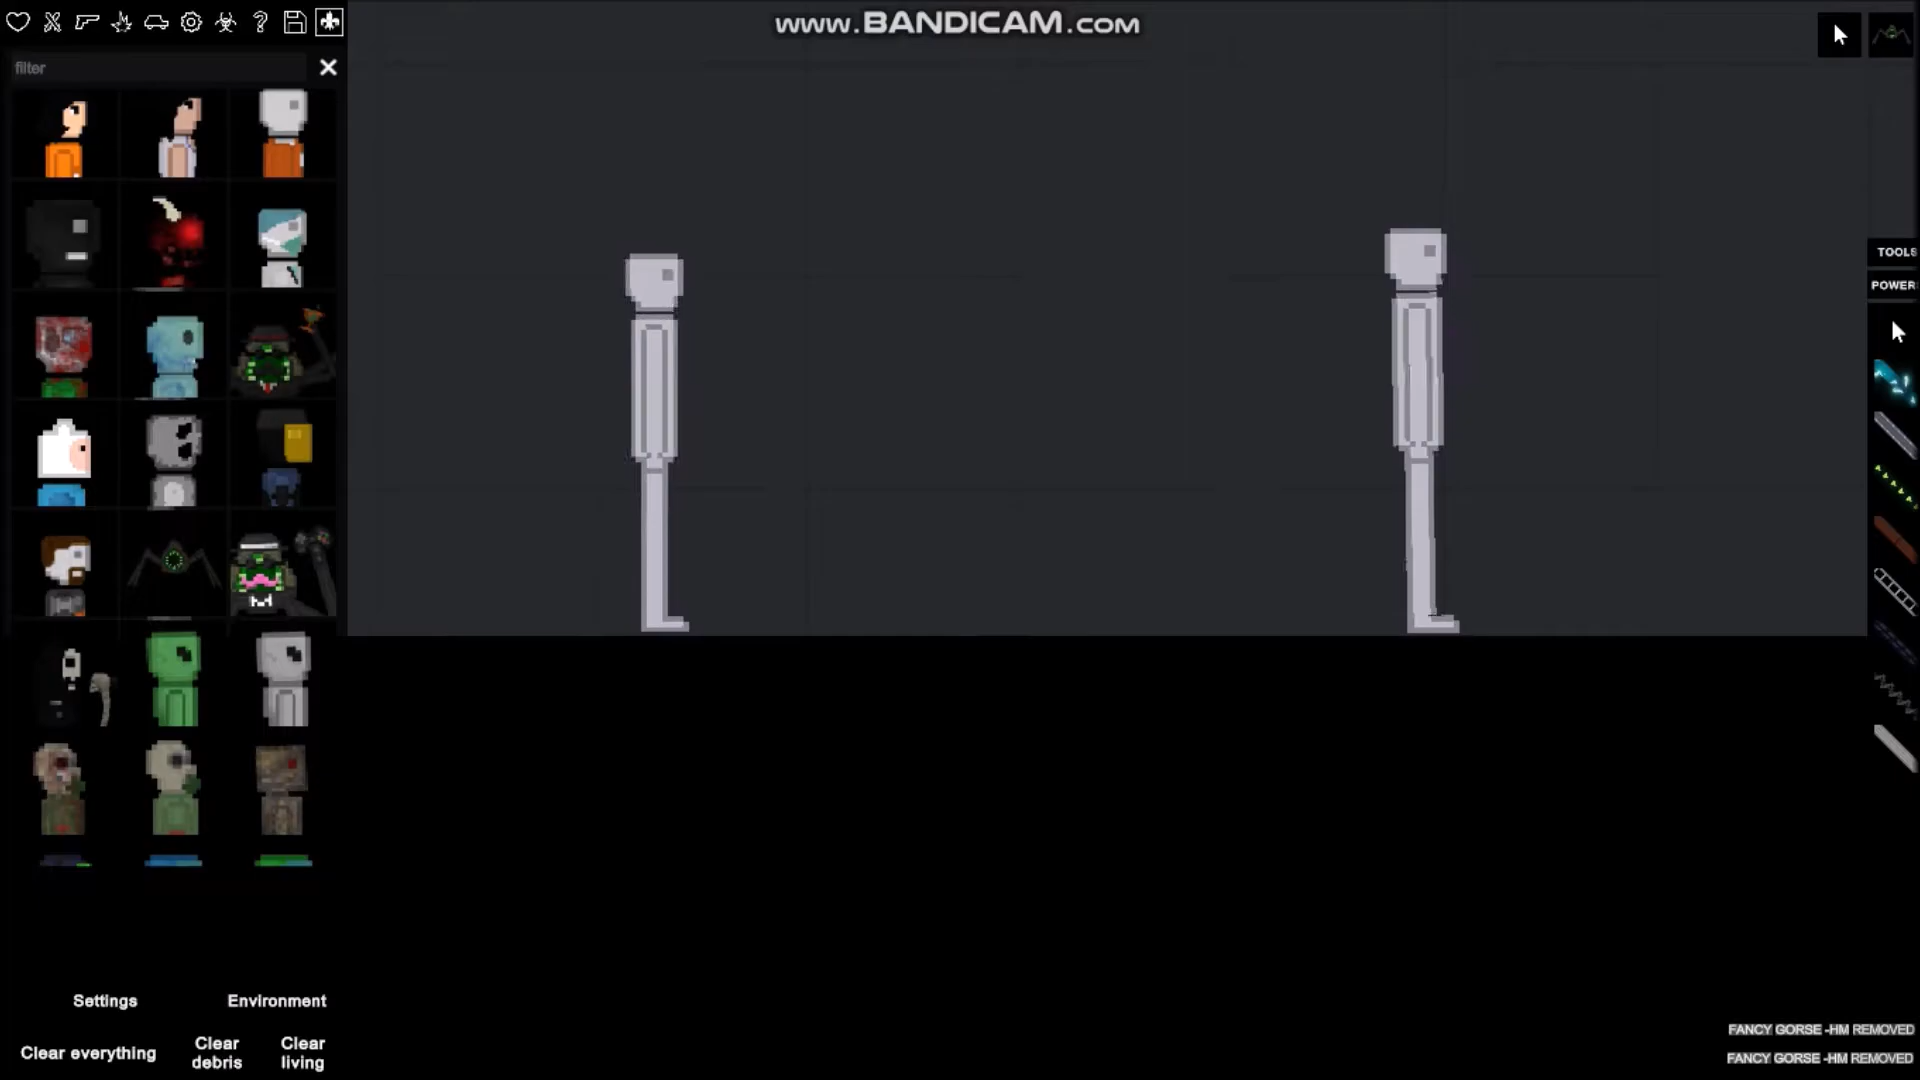 www.BANDICAM.com
filter
TOOLS
POWER
Settings
Environment
Clear everything
Clear debris
Clear living
FANCY GORSE -HM REMOVED
FANCY GORSE -HM REMOVED